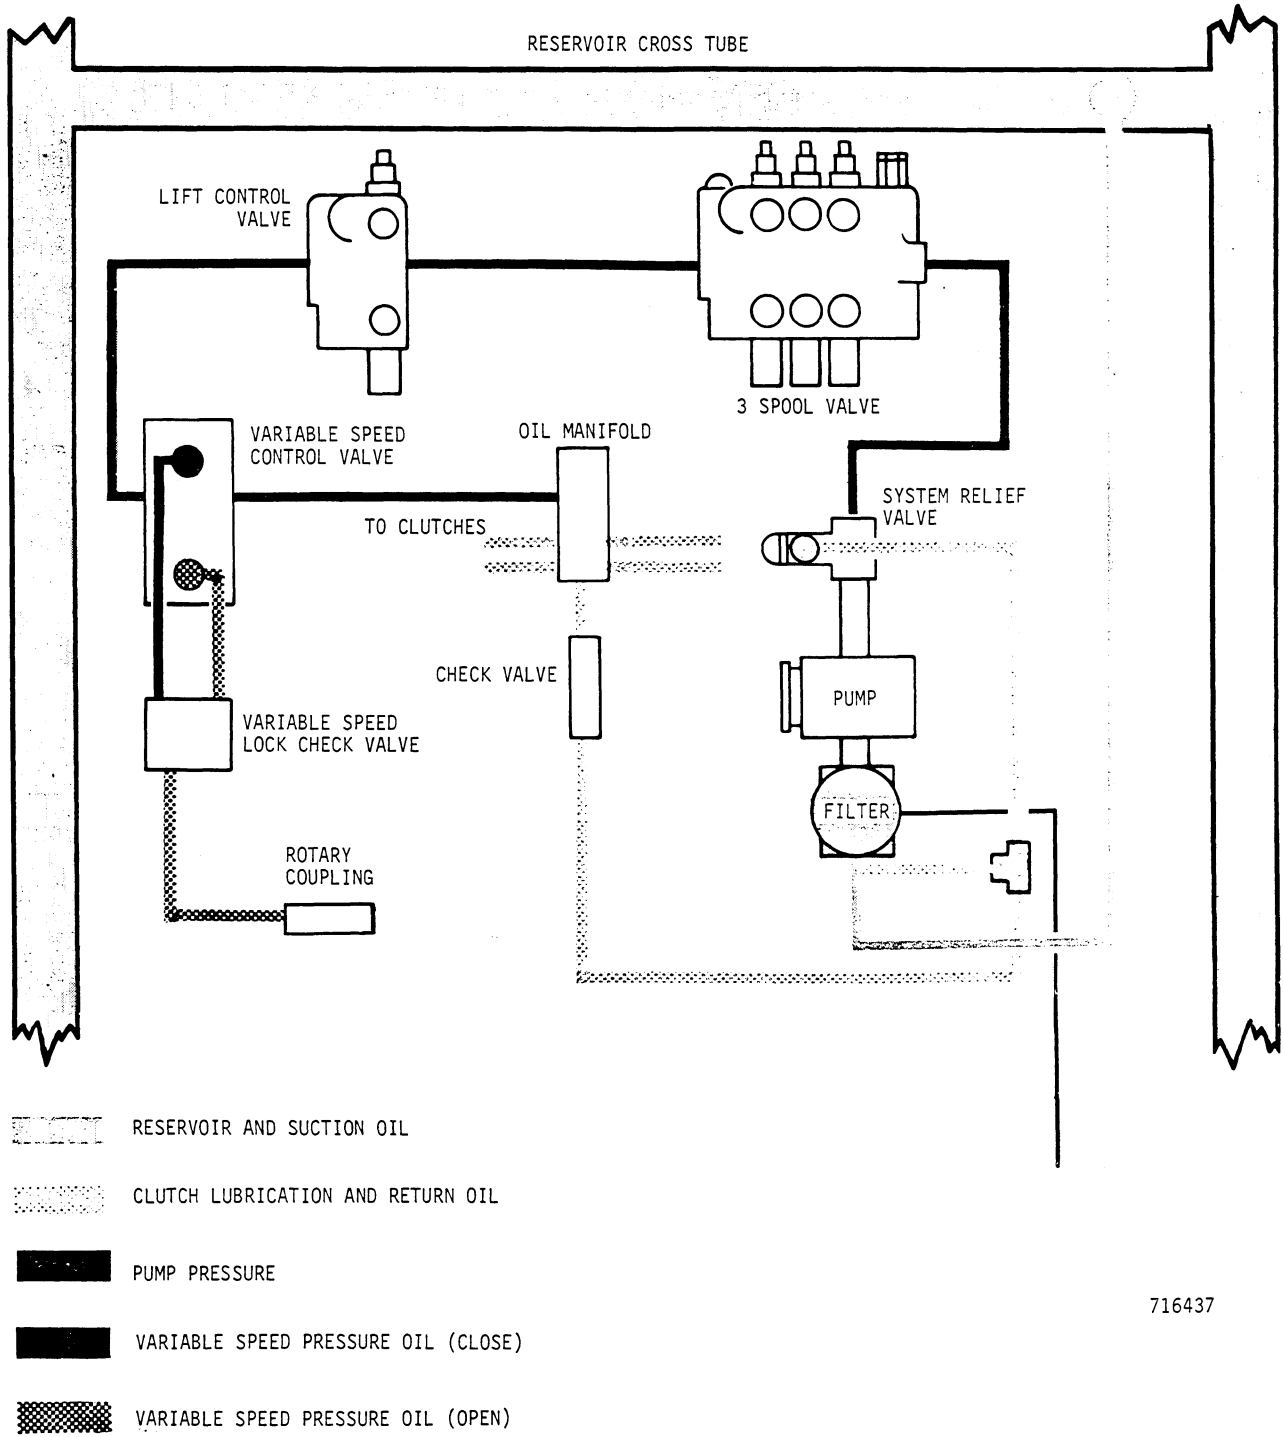 RESERVOIR CROSS TUBE
LIFT CONTROL
VALVE
3 SPOOL VALVE
VARIABLE SPEED
CONTROL VALVE
OIL MANIFOLD
SYSTEM RELIEF
VALVE
TO CLUTCHES
CHECK VALVE
PUMP
VARIABLE SPEED
LOCK CHECK VALVE
FILTER
ROTARY
COUPLING
RESERVOIR AND SUCTION OIL
CLUTCH LUBRICATION AND RETURN OIL
PUMP PRESSURE
716437
VARIABLE SPEED PRESSURE OIL (CLOSE)
VARIABLE SPEED PRESSURE OIL (OPEN)